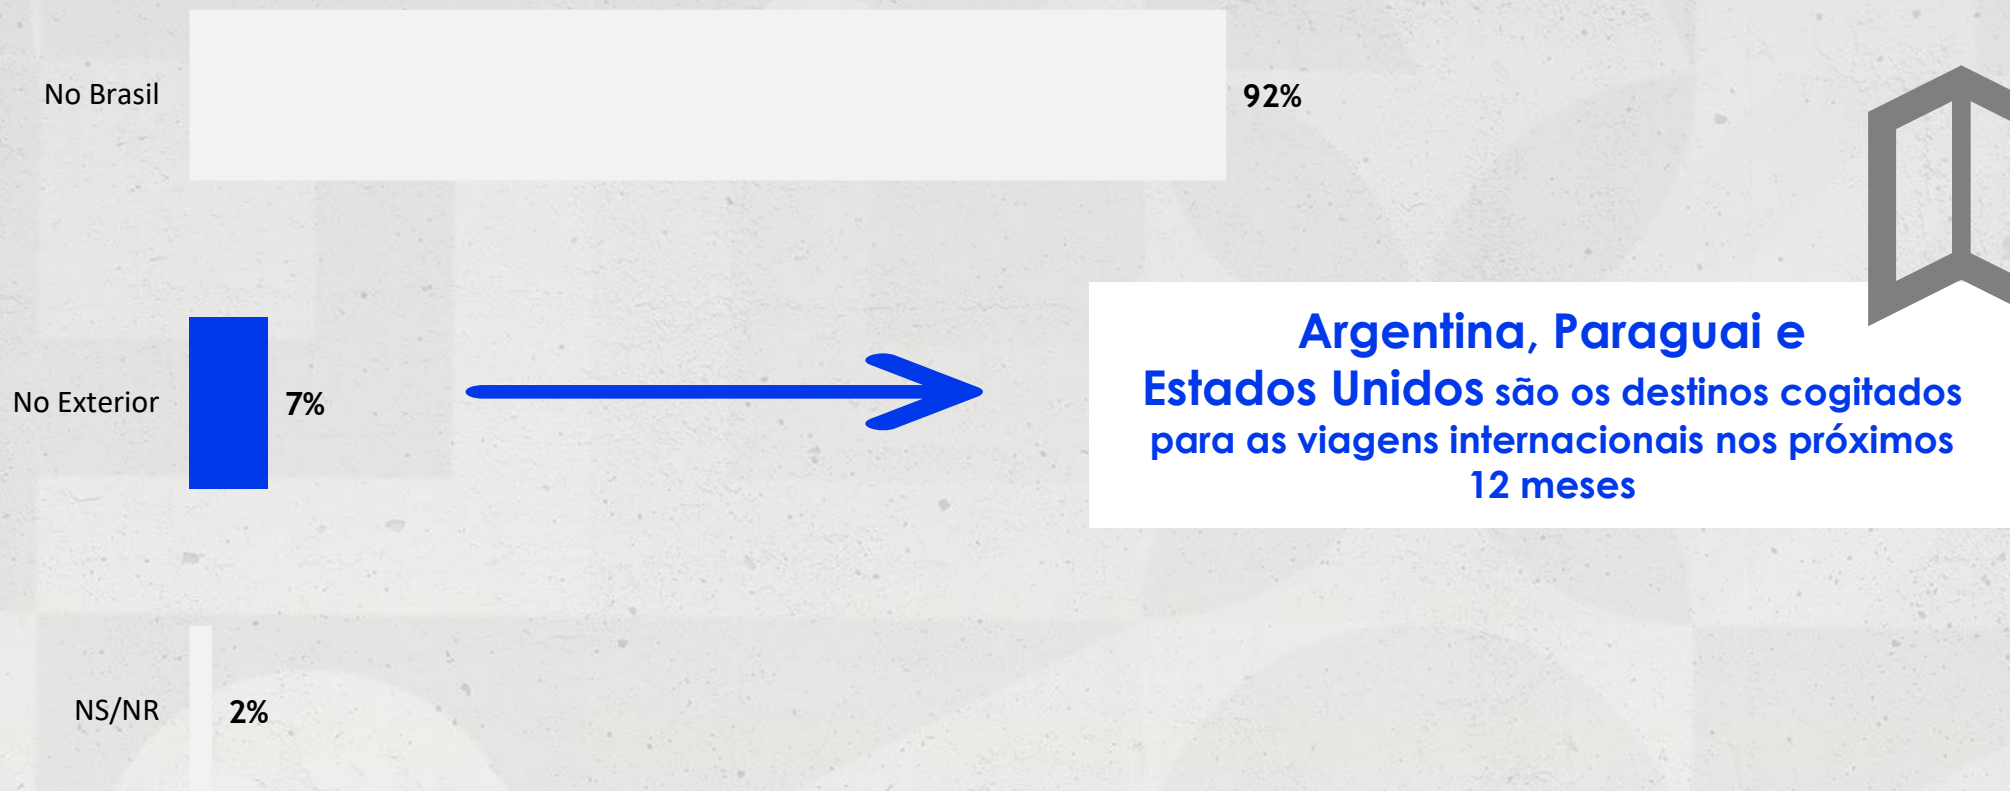 No Brasil 92%
No Exterior 7%
Argentina, Paraguai e
Estados Unidos são os destinos cogitados
para as viagens internacionais nos próximos
12 meses
NS/NR 2%